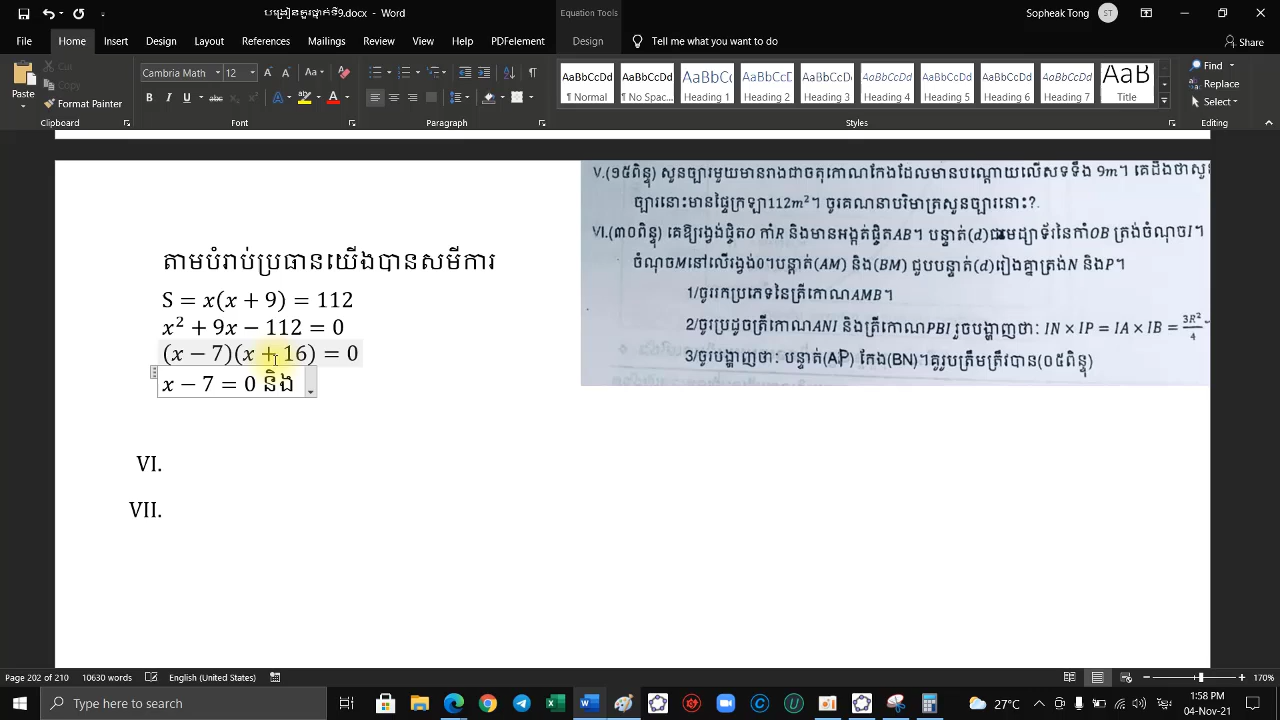 បង្រៀនគួរថ្នាក់ទី9.docx - Word
Equation Tools
Sopheak Tong ST
File Home Insert Design Layout References Mailings Review View Help PDFelement Design Tell me what you want to do Share
Cut
Copy
Paste
Format Painter
Cambria Math 12
AaBbCcDd AaBbCcDd AaBbCc AaBbCcD AaBbCcD AaBbCcD AaBbCcD AaBbCcD AaBbCcD AaB
¶ Normal ¶ No Spac... Heading 1 Heading 2 Heading 3 Heading 4 Heading 5 Heading 6 Heading 7 Title
Find
Replace
Select
Clipboard Font Paragraph Styles Editing
តាមបំរាប់ប្រធានយើងបានសមីការ
S = x(x + 9) = 112
x² + 9x − 112 = 0
(x − 7)(x + 16) = 0
x − 7 = 0 និង
VI.
VII.
V.(១៥ពិន្ទុ) សួនច្បារមួយមានរាងជាចតុកោណកែងដែលមានបណ្តោយលើសទទឹង 9m។ គេដឹងថាសួ
ច្បារនោះមានផ្ទៃក្រឡា112m²។ ចូរគណនាបរិមាត្រសួនច្បារនោះ?.
VI.(៣០ពិន្ទុ) គេឱ្យរង្វង់ផ្ចិតO កាំR និងមានអង្កត់ផ្ចិតAB។ បន្ទាត់(d)ជាមេដ្យាទ័រនៃកាំOB ត្រង់ចំណុចI។
ចំណុចMនៅលើរង្វង់0។បន្តាត់(AM) និង(BM) ជួបបន្ទាត់(d)រៀងគ្នាត្រង់N និងP។
1/ចូររកប្រភេទនៃត្រីកោណAMB។
2/ចូរប្រដូចត្រីកោណANI និងត្រីកោណPBI រួចបង្ហាញថា: IN × IP = IA × IB = 3R²/4
3/ចូរបង្ហាញថា: បន្ទាត់(AP) កែង(BN)។គូររូបត្រឹមត្រូវបាន(០៥ពិន្ទុ)
Page 202 of 210 10630 words English (United States) 170%
Type here to search
27°C ENG 1:58 PM
04-Nov-21